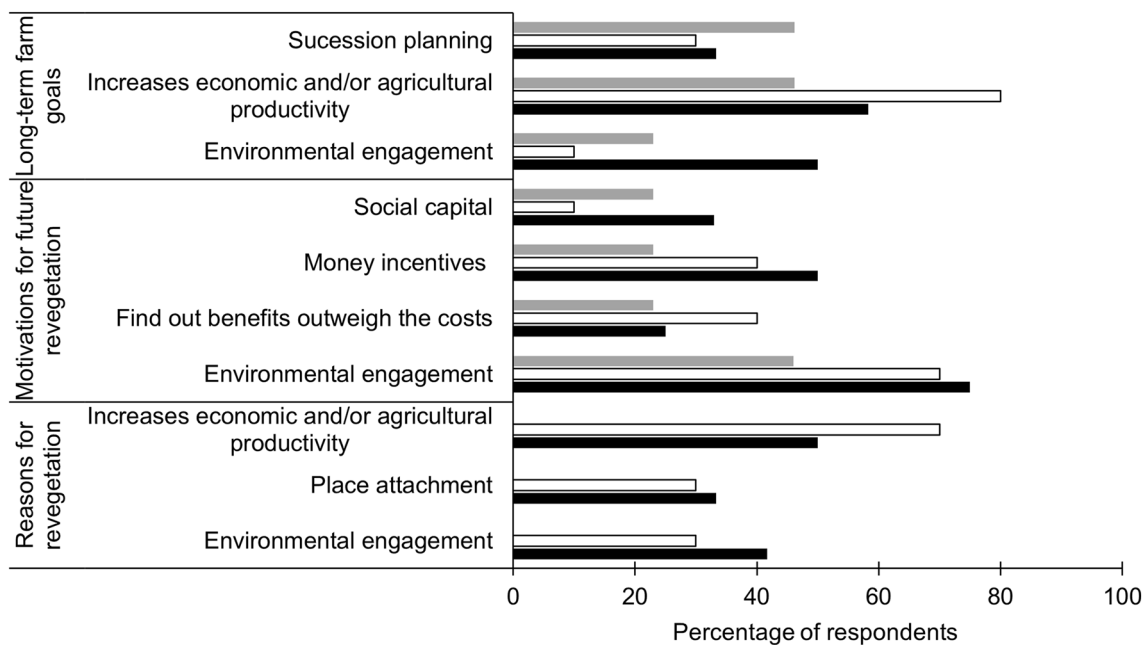 Long-term farm
goals
Sucession planning
Increases economic and/or agricultural
productivity
Environmental engagement
Motivations for future
revegetation
Social capital
Money incentives
Find out benefits outweigh the costs
Environmental engagement
Reasons for
revegetation
Increases economic and/or agricultural
productivity
Place attachment
Environmental engagement
0 20 40 60 80 100
Percentage of respondents